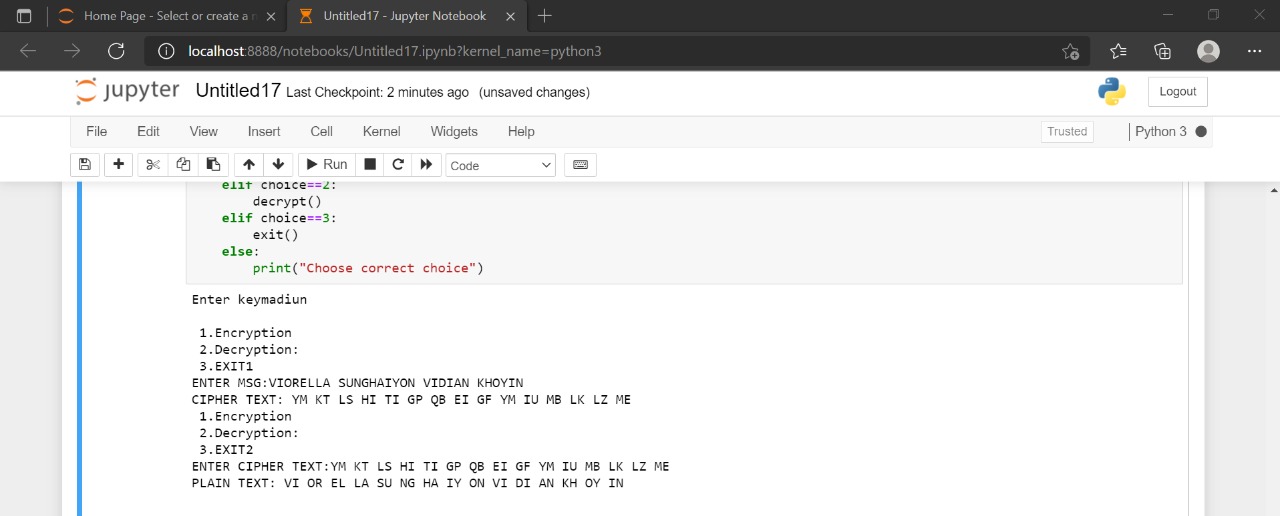 Home Page - Select or create a n
Untitled17 - Jupyter Notebook
localhost:8888/notebooks/Untitled17.ipynb?kernel_name=python3
jupyter Untitled17 Last Checkpoint: 2 minutes ago (unsaved changes)
Logout
File Edit View Insert Cell Kernel Widgets Help
Trusted
Python 3
Run
Code
elif choice==2:
decrypt()
elif choice==3:
exit()
else:
print("Choose correct choice")
Enter keymadiun
1.Encryption
2.Decryption:
3.EXIT1
ENTER MSG:VIORELLA SUNGHAIYON VIDIAN KHOYIN
CIPHER TEXT: YM KT LS HI TI GP QB EI GF YM IU MB LK LZ ME
1.Encryption
2.Decryption:
3.EXIT2
ENTER CIPHER TEXT:YM KT LS HI TI GP QB EI GF YM IU MB LK LZ ME
PLAIN TEXT: VI OR EL LA SU NG HA IY ON VI DI AN KH OY IN